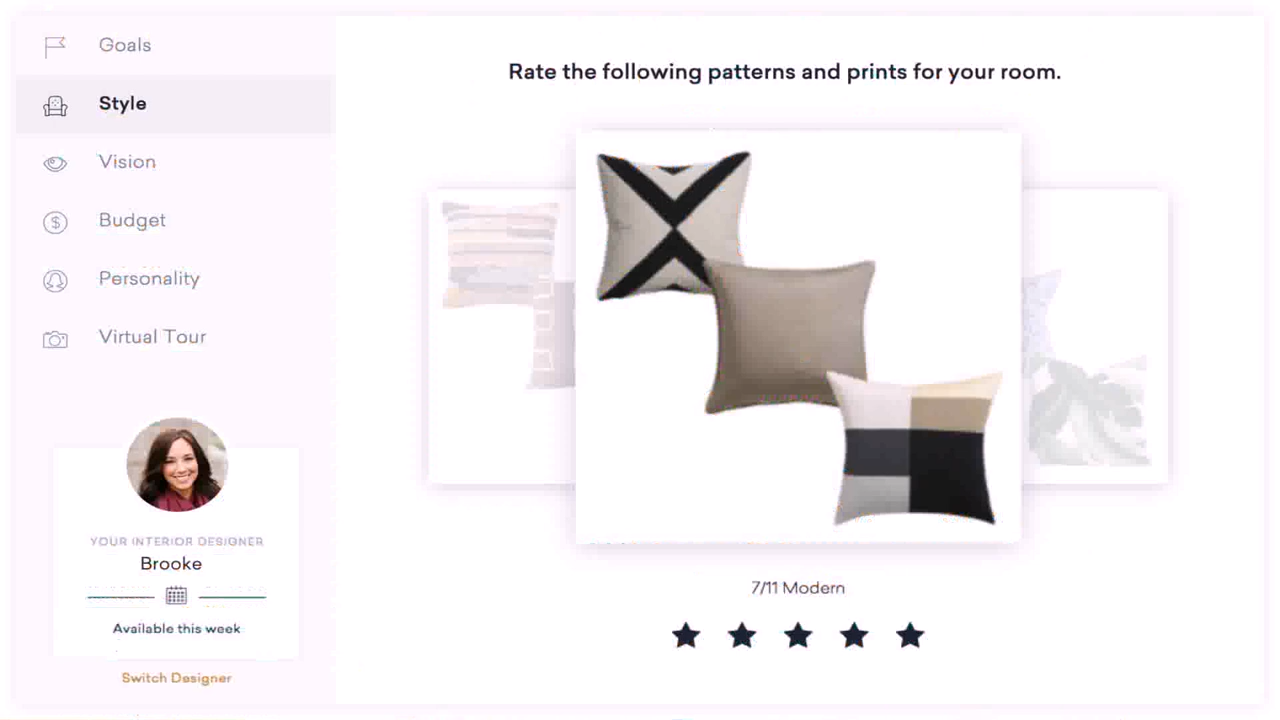 Goals
Style
Vision
Budget
Personality
Virtual Tour
YOUR INTERIOR DESIGNER
Brooke
Available this week
Switch Designer
Rate the following patterns and prints for your room.
7/11 Modern